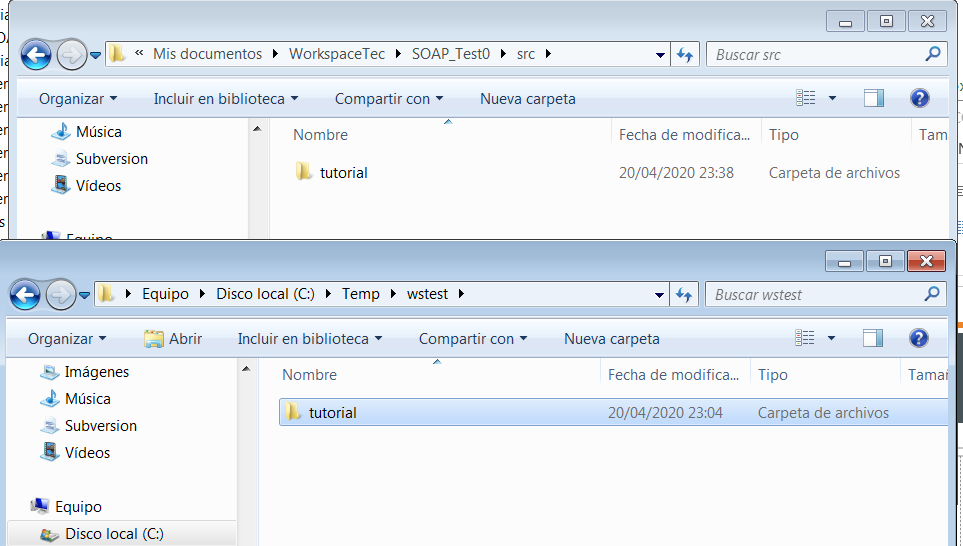 « Mis documentos WorkspaceTec SOAP_Test0 src Buscar src
Organizar Incluir en biblioteca Compartir con Nueva carpeta
Música Nombre Fecha de modifica... Tipo Tam
Subversion
tutorial 20/04/2020 23:38 Carpeta de archivos
Vídeos
Equipo
Equipo Disco local (C:) Temp wstest Buscar wstest
Organizar Abrir Incluir en biblioteca Compartir con Nueva carpeta
Imágenes Nombre Fecha de modifica... Tipo Tamañ
Música
tutorial 20/04/2020 23:04 Carpeta de archivos
Subversion
Vídeos
Equipo
Disco local (C:)